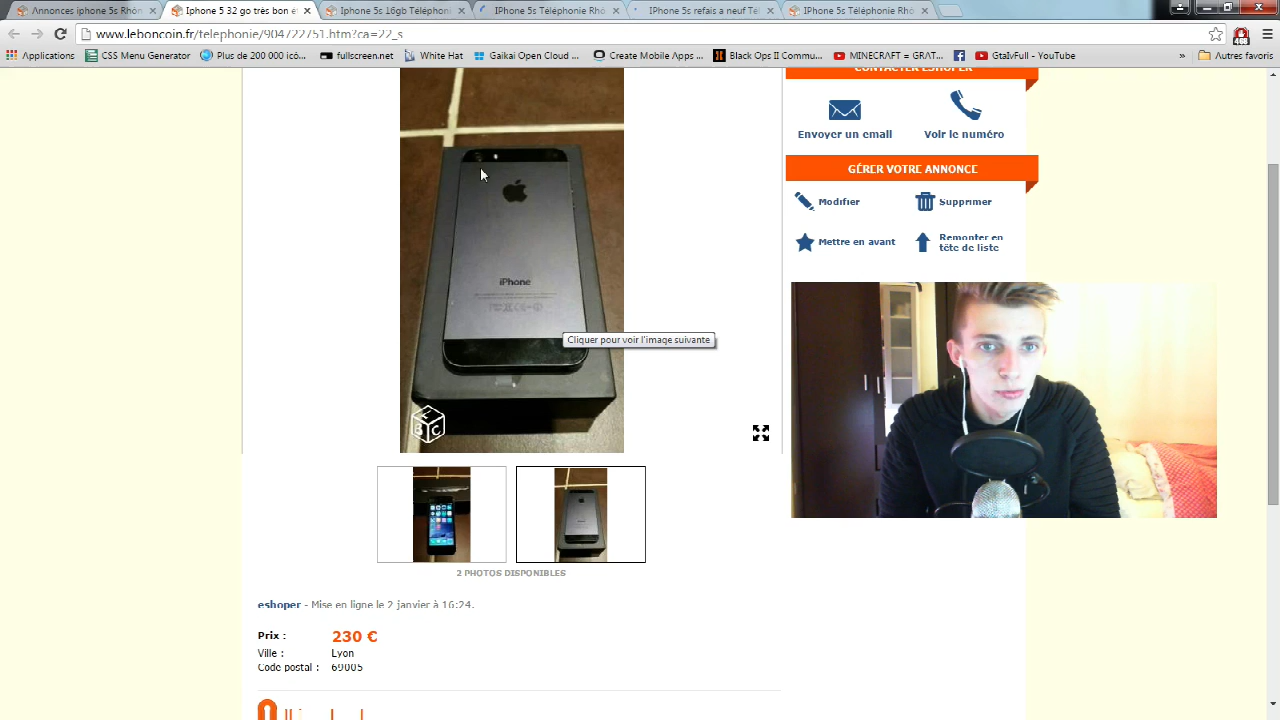 Annonces iphone 5s Rhôn
Iphone 5 32 go très bon é
Iphone 5s 16gb Téléphoni
IPhone 5s Téléphonie Rhô
IPhone 5s refais a neuf Té
IPhone 5s Téléphonie Rhô
www.leboncoin.fr/telephonie/904722751.htm?ca=22_s
Applications
CSS Menu Generator
Plus de 200 000 icô...
fullscreen.net
White Hat
Gaikai Open Cloud ...
Create Mobile Apps ...
Black Ops II Commu...
MINECRAFT = GRAT...
GtaIvFull - YouTube
»
Autres favoris
CONTACTER ESHOPER
Envoyer un email
Voir le numéro
GÉRER VOTRE ANNONCE
Modifier
Supprimer
Mettre en avant
Remonter en
tête de liste
iPhone
Cliquer pour voir l'image suivante
LBC
2 PHOTOS DISPONIBLES
eshoper - Mise en ligne le 2 janvier à 16:24.
Prix : 230 €
Ville : Lyon
Code postal : 69005